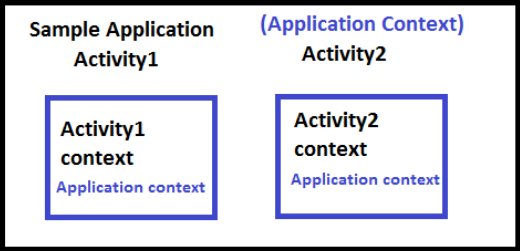 Sample Application (Application Context)
Activity1 Activity2
Activity1
context
Application context
Activity2
context
Application context